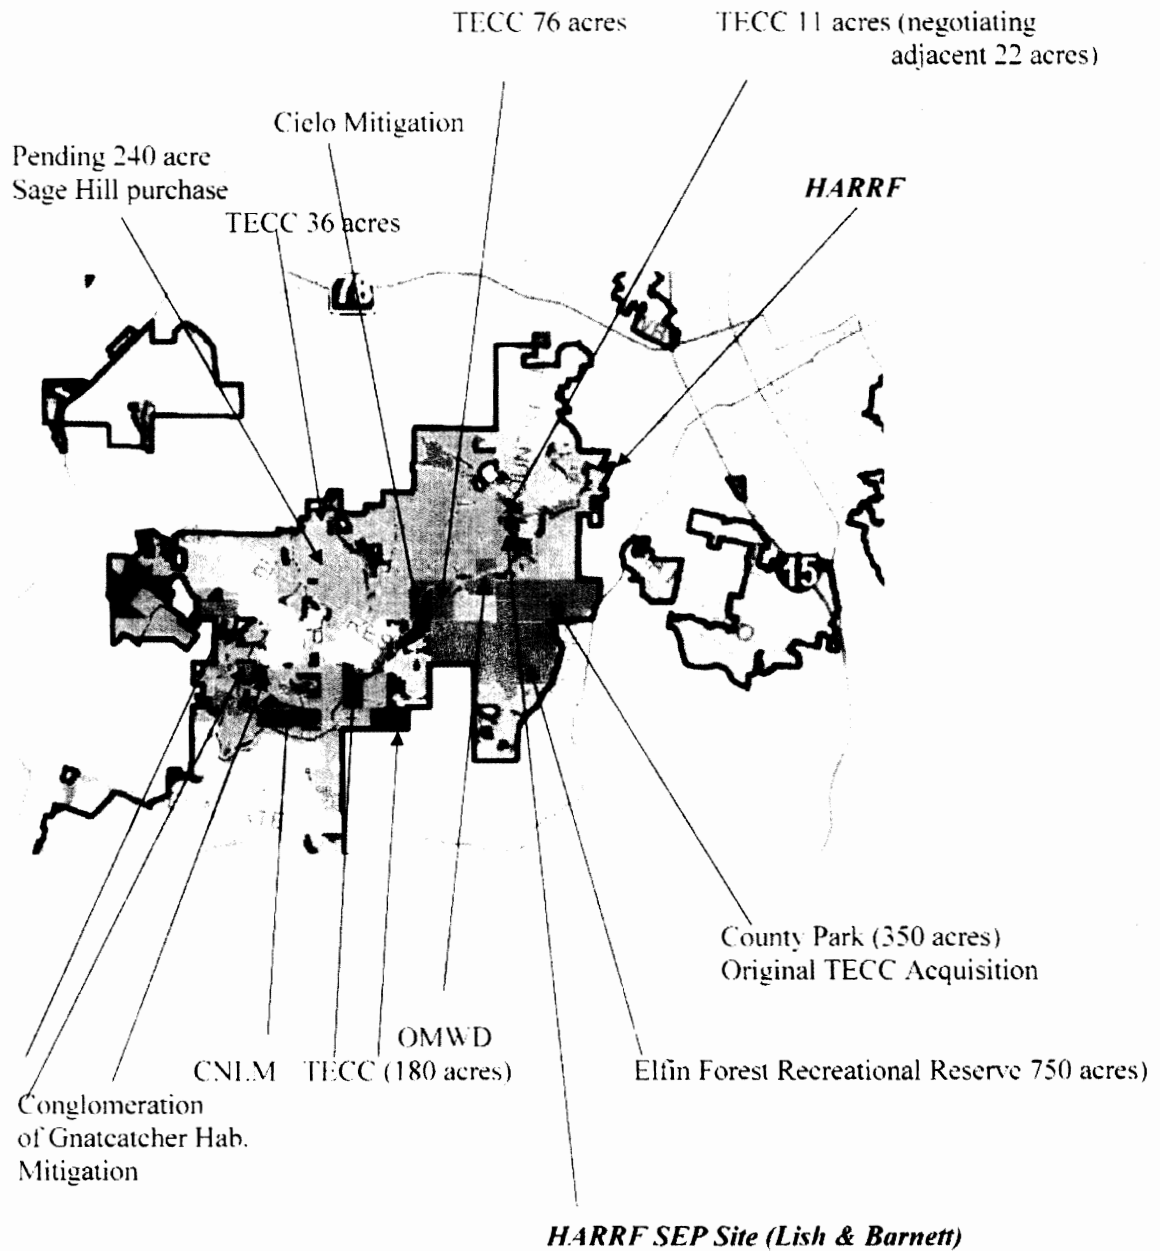 TECC 76 acres
TECC 11 acres (negotiating
adjacent 22 acres)
Cielo Mitigation
Pending 240 acre
Sage Hill purchase
HARRF
TECC 36 acres
78
15
County Park (350 acres)
Original TECC Acquisition
OMWD
CNLM
TECC (180 acres)
Elfin Forest Recreational Reserve 750 acres)
Conglomeration
of Gnatcatcher Hab.
Mitigation
HARRF SEP Site (Lish & Barnett)